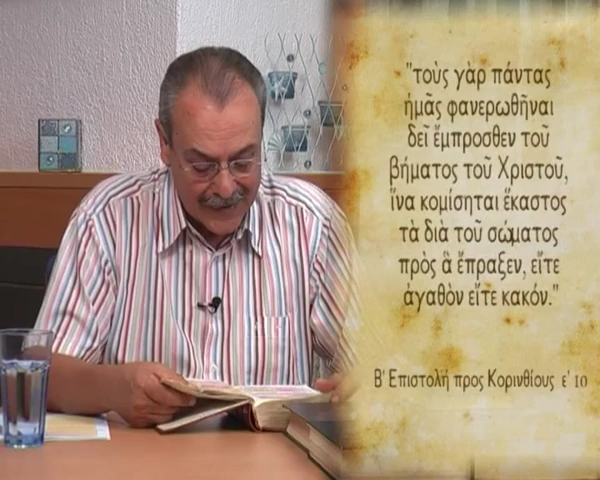 "τοὺς γὰρ πάντας
ἡμᾶς φανερωθῆναι
δεῖ ἔμπροσθεν τοῦ
βήματος τοῦ Χριστοῦ,
ἵνα κομίσηται ἕκαστος
τὰ διὰ τοῦ σώματος
πρὸς ἃ ἔπραξεν, εἴτε
ἀγαθὸν εἴτε κακόν."
Β' Επιστολή προς Κορινθίους ε' 10